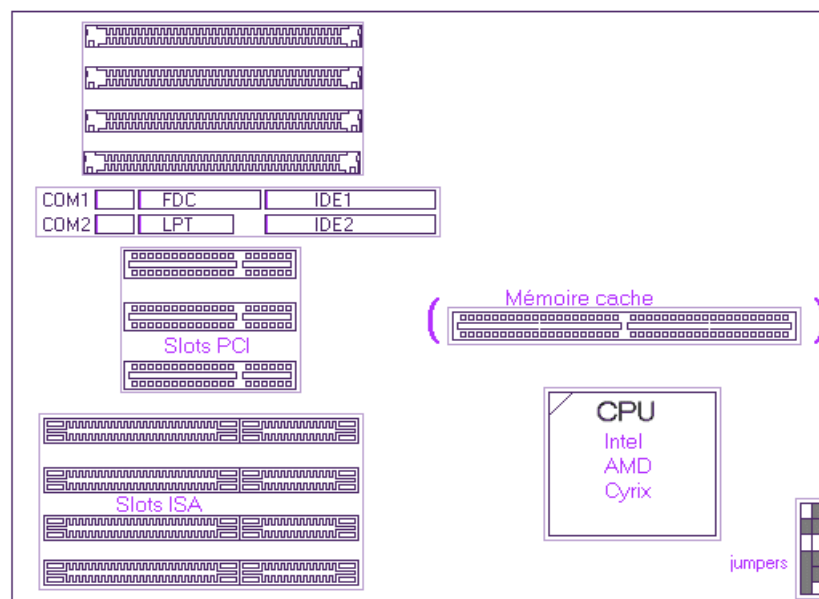 COM1 FDC IDE1
COM2 LPT IDE2
Mémoire cache
Slots PCI
CPU
Intel
AMD
Cyrix
Slots ISA
jumpers